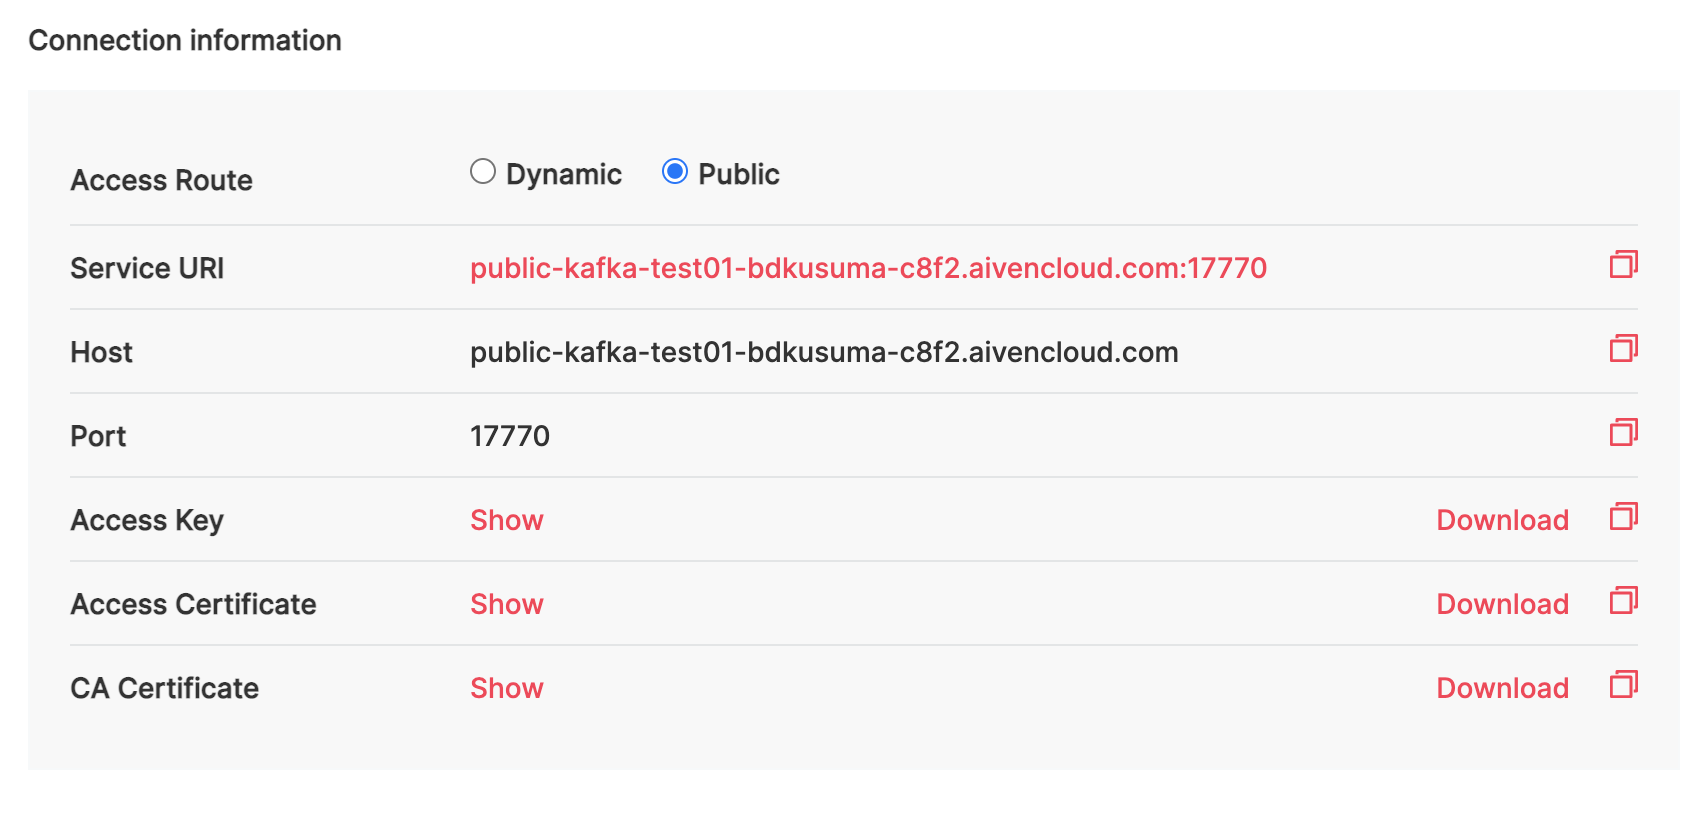 Connection information
Access Route Dynamic Public
Service URI public-kafka-test01-bdkusuma-c8f2.aivencloud.com:17770
Host public-kafka-test01-bdkusuma-c8f2.aivencloud.com
Port 17770
Access Key Show Download
Access Certificate Show Download
CA Certificate Show Download